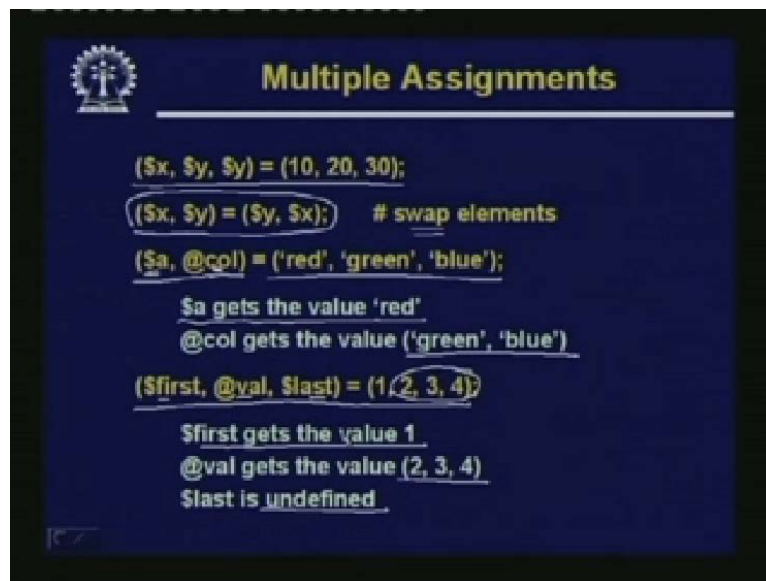 Multiple Assignments
($x, $y, $y) = (10, 20, 30);
($x, $y) = ($y, $x); # swap elements
($a, @col) = (‘red’, ‘green’, ‘blue’);
$a gets the value ‘red’
@col gets the value (‘green’, ‘blue’)
($first, @val, $last) = (1, 2, 3, 4);
$first gets the value 1
@val gets the value (2, 3, 4)
$last is undefined